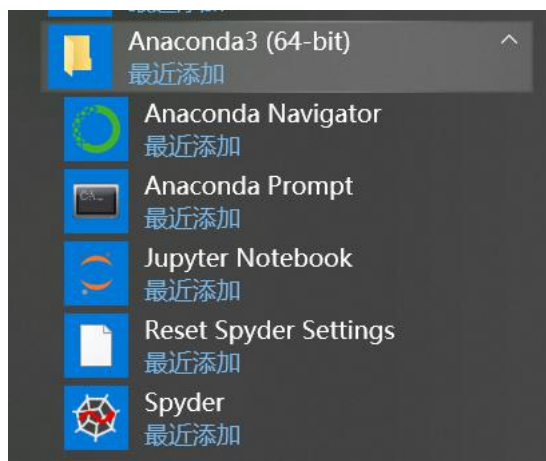 Anaconda3 (64-bit)
最近添加
Anaconda Navigator
最近添加
Anaconda Prompt
最近添加
Jupyter Notebook
最近添加
Reset Spyder Settings
最近添加
Spyder
最近添加